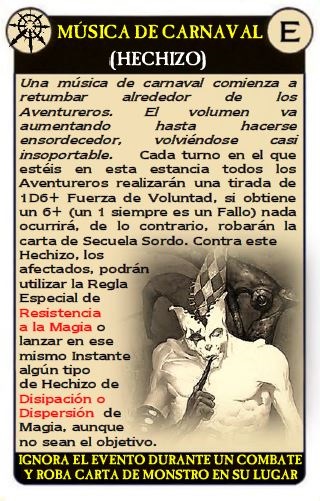 MÚSICA DE CARNAVAL
E
(HECHIZO)
Una música de carnaval comienza a
retumbar alrededor de los
Aventureros. El volumen va
aumentando hasta hacerse
ensordecedor, volviéndose casi
insoportable. Cada turno en el que
estéis en esta estancia todos los
Aventureros realizarán una tirada de
1D6+ Fuerza de Voluntad, si obtiene
un 6+ (un 1 siempre es un Fallo) nada
ocurrirá, de lo contrario, robarán la
carta de Secuela Sordo. Contra este
Hechizo, los
afectados, podrán
utilizar la Regla
Especial de
Resistencia
a la Magia o
lanzar en ese
mismo Instante
algún tipo
de Hechizo de
Disipación o
Dispersión de
Magia, aunque
no sean el objetivo.
IGNORA EL EVENTO DURANTE UN COMBATE
Y ROBA CARTA DE MONSTRO EN SU LUGAR